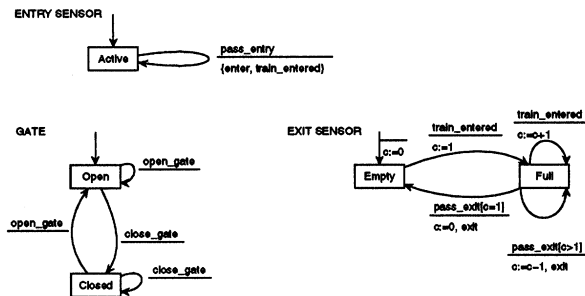 ENTRY SENSOR
Active
pass_entry
{enter, train_entered}
GATE
Open
open_gate
open_gate
close_gate
Closed
close_gate
EXIT SENSOR
c:=0
Empty
train_entered
c:=1
train_entered
c:=c+1
Full
pass_exit[c=1]
c:=0, exit
pass_exit[c>1]
c:=c-1, exit